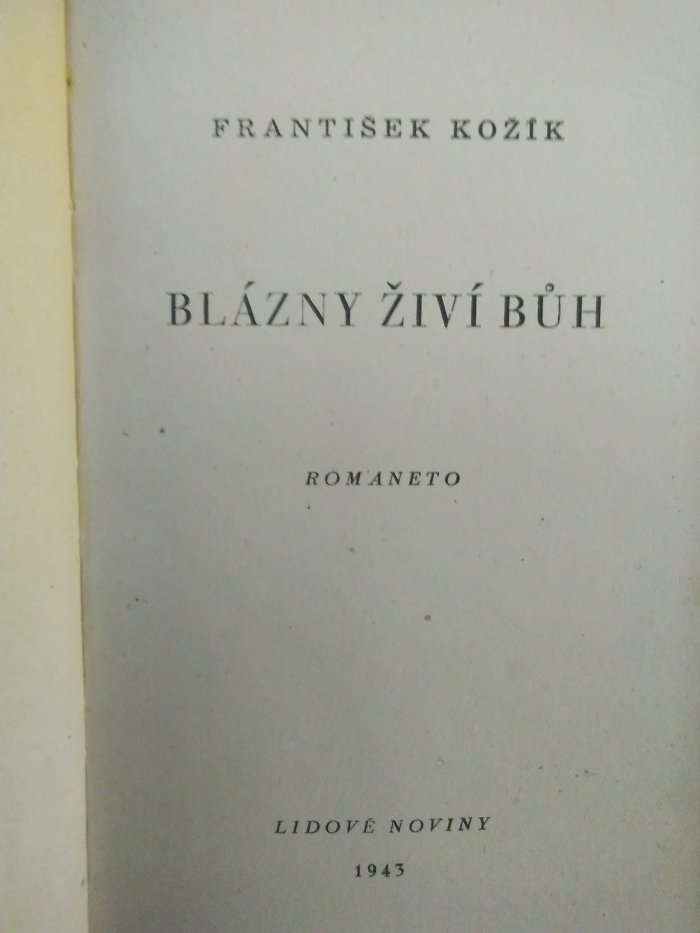 FRANTIŠEK KOŽÍK
BLÁZNY ŽIVÍ BŮH
ROMANETO
LIDOVÉ NOVINY
1943